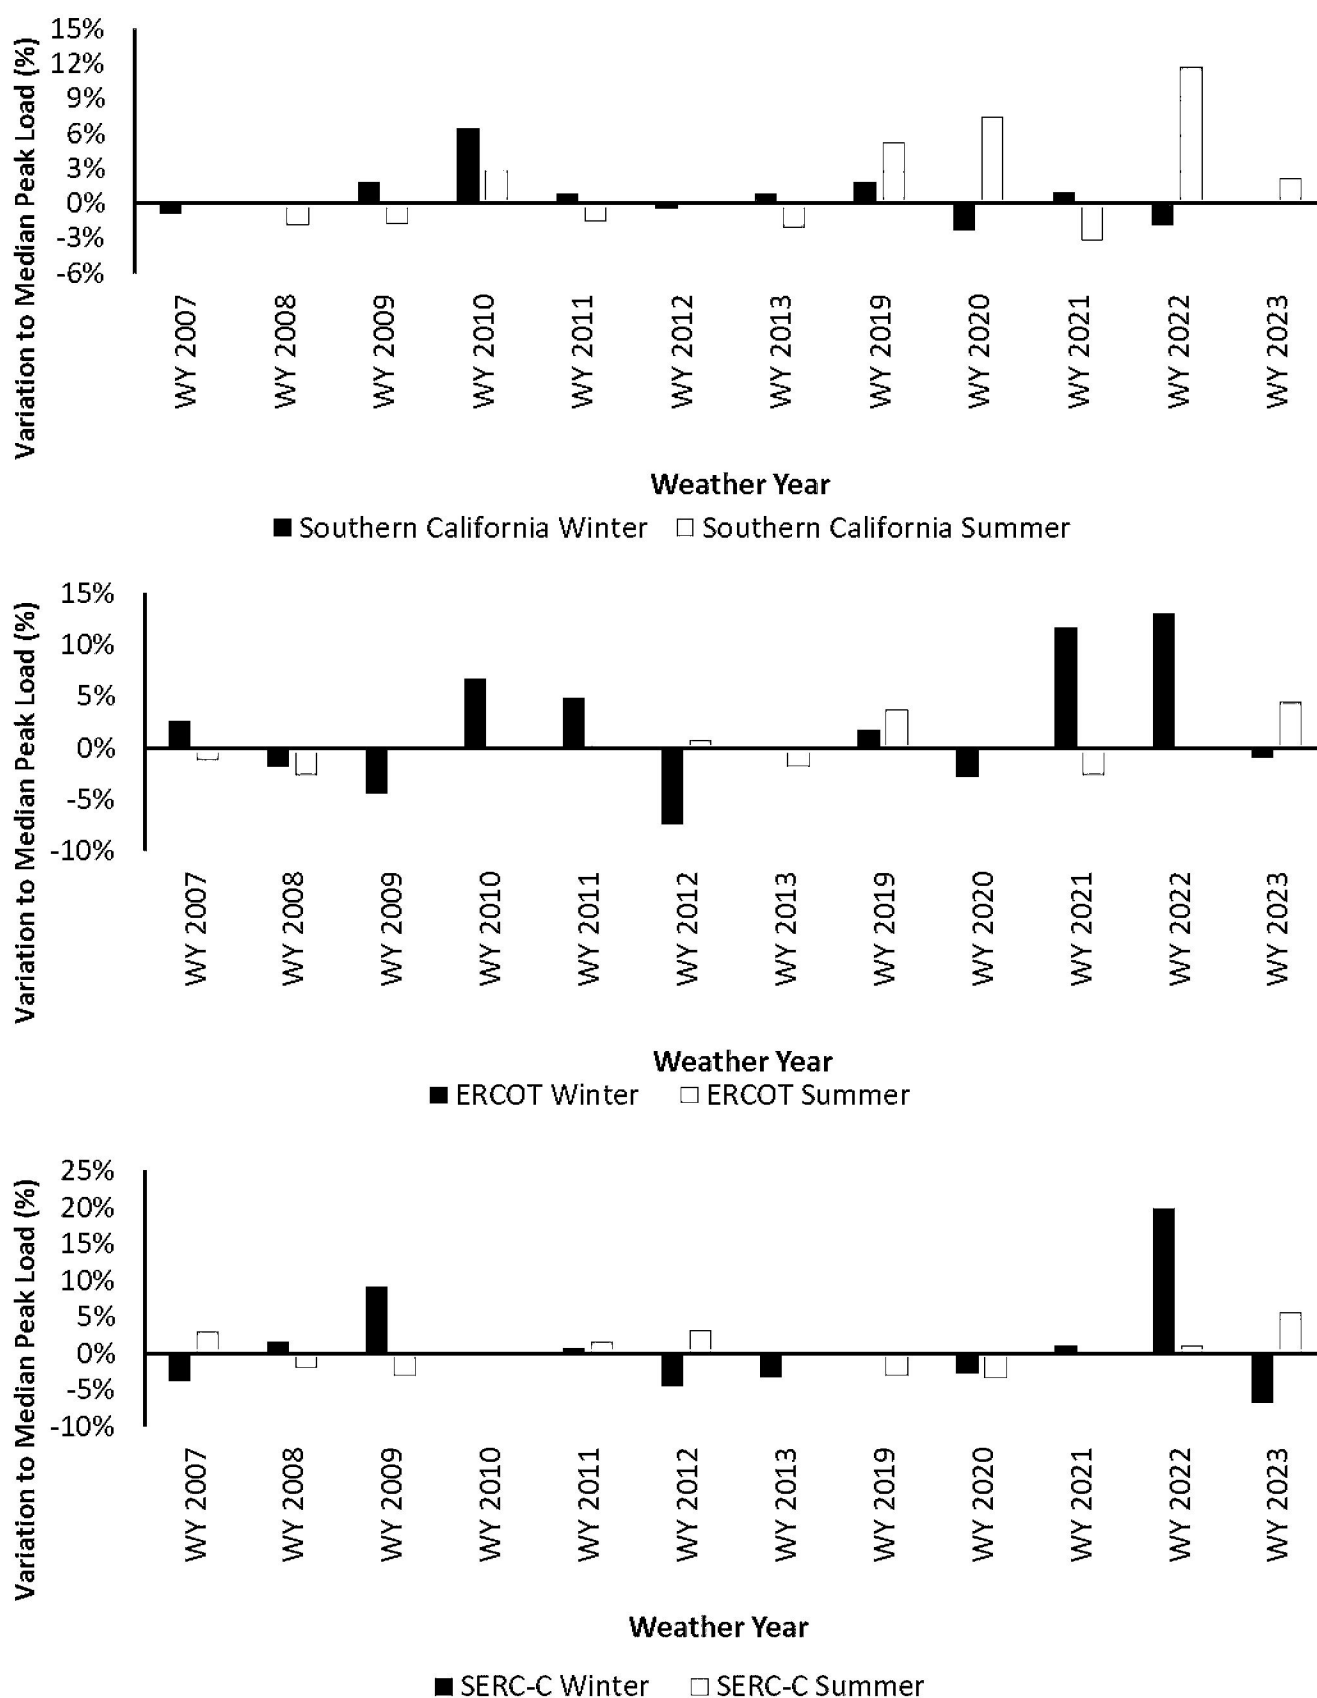 Variation to Median Peak Load (%)
15%
12%
9%
6%
3%
0%
-3%
-6%
WY 2007
WY 2008
WY 2009
WY 2010
WY 2011
WY 2012
WY 2013
WY 2019
WY 2020
WY 2021
WY 2022
WY 2023
Weather Year
Southern California Winter
Southern California Summer
Variation to Median Peak Load (%)
15%
10%
5%
0%
-5%
-10%
WY 2007
WY 2008
WY 2009
WY 2010
WY 2011
WY 2012
WY 2013
WY 2019
WY 2020
WY 2021
WY 2022
WY 2023
Weather Year
ERCOT Winter
ERCOT Summer
Variation to Median Peak Load (%)
25%
20%
15%
10%
5%
0%
-5%
-10%
WY 2007
WY 2008
WY 2009
WY 2010
WY 2011
WY 2012
WY 2013
WY 2019
WY 2020
WY 2021
WY 2022
WY 2023
Weather Year
SERC-C Winter
SERC-C Summer